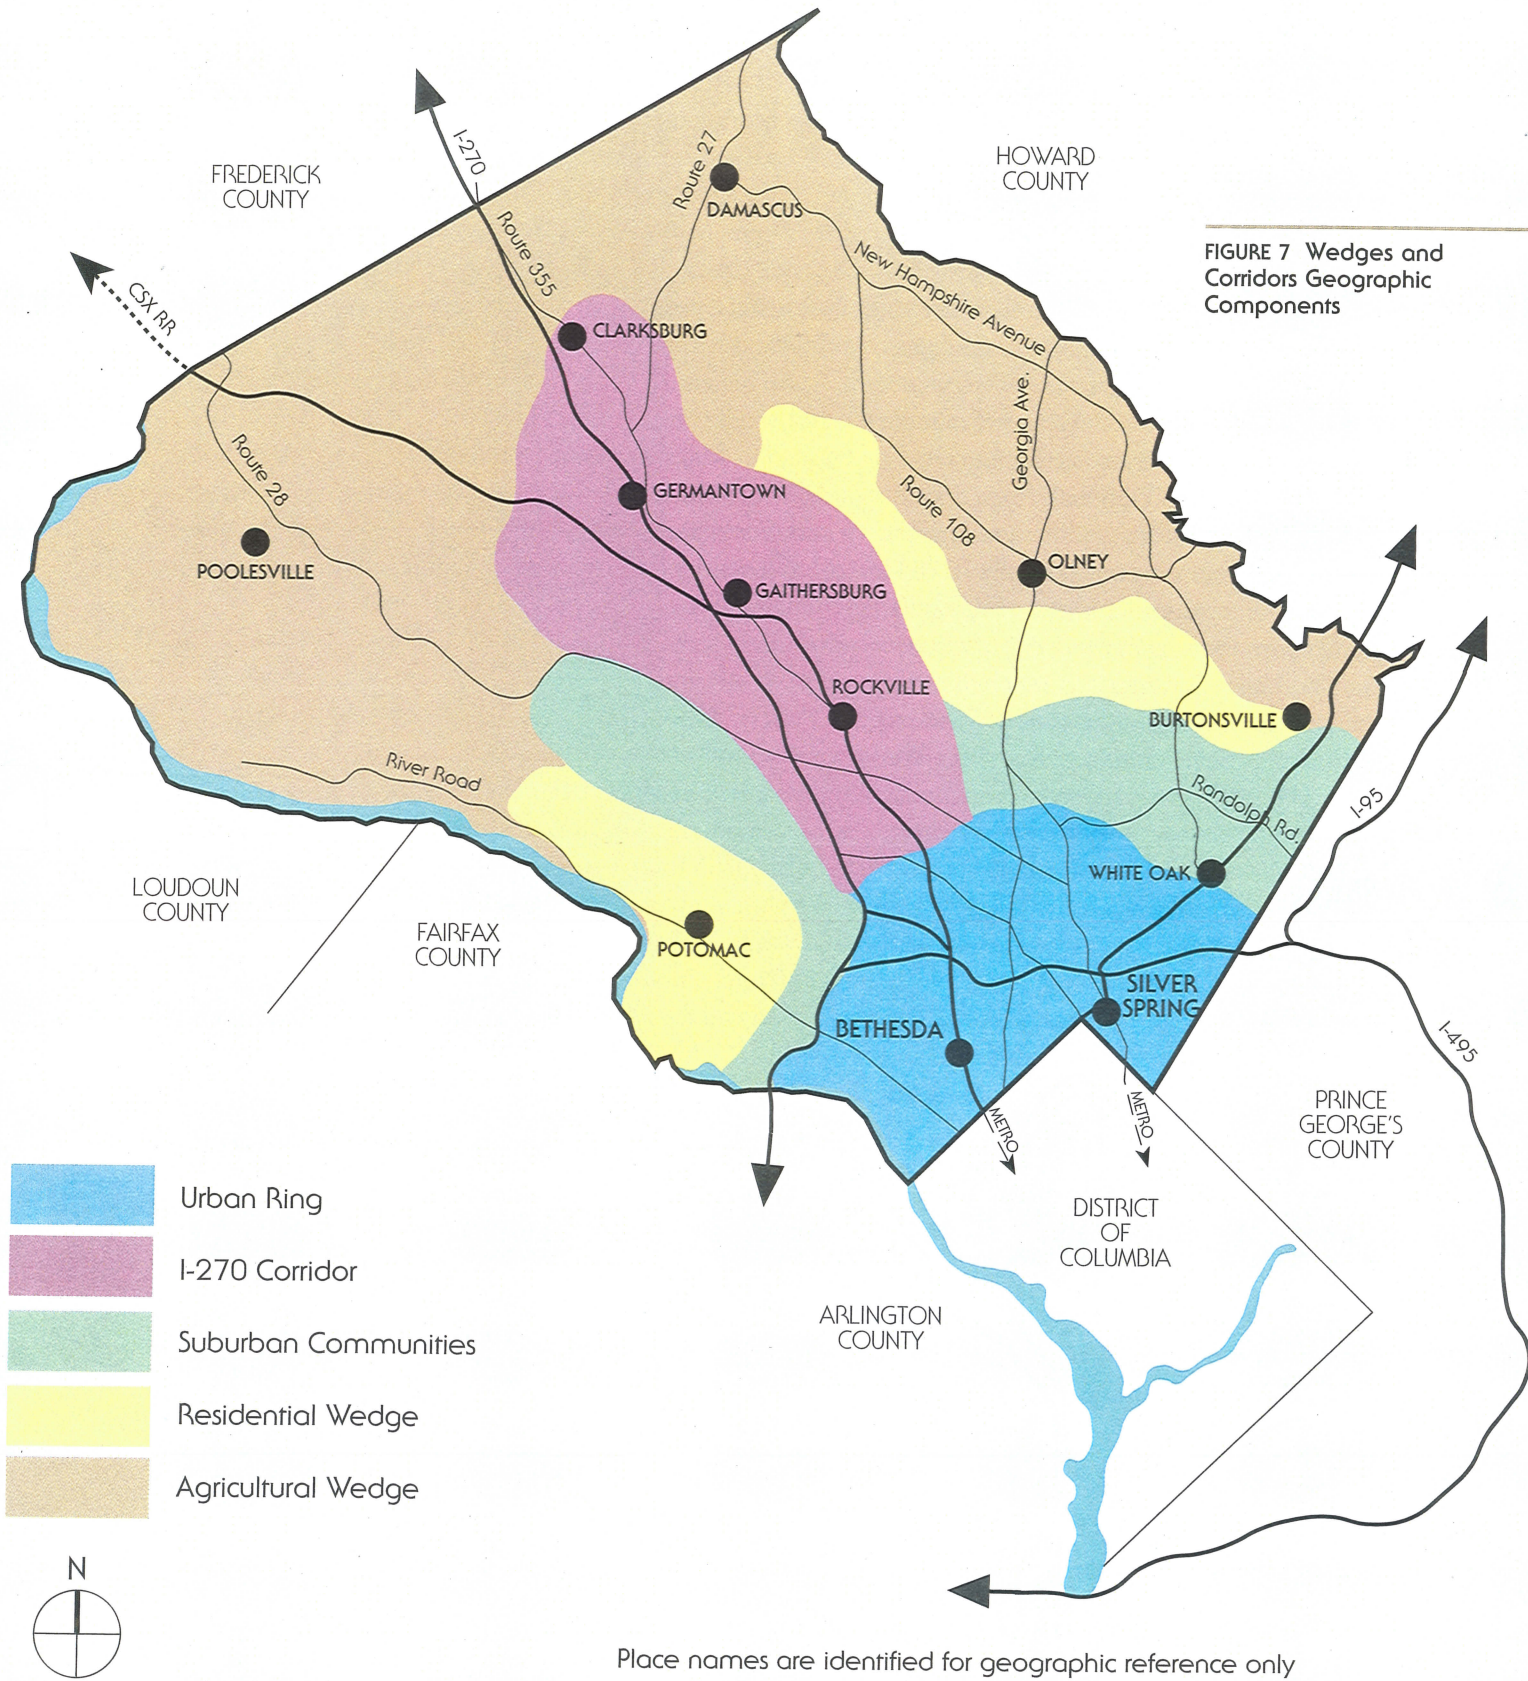 I-270
Route 27
FREDERICK
COUNTY
HOWARD
COUNTY
DAMASCUS
FIGURE 7 Wedges and
Corridors Geographic
Components
Route 355
New Hampshire Avenue
CSX RR
CLARKSBURG
Georgia Ave.
Route 28
GERMANTOWN
Route 108
POOLESVILLE
GAITHERSBURG
OLNEY
ROCKVILLE
BURTONSVILLE
River Road
Randolph Rd.
I-95
WHITE OAK
LOUDOUN
COUNTY
FAIRFAX
COUNTY
POTOMAC
SILVER
SPRING
BETHESDA
I-495
METRO
METRO
PRINCE
GEORGE'S
COUNTY
Urban Ring
DISTRICT
OF
COLUMBIA
I-270 Corridor
ARLINGTON
COUNTY
Suburban Communities
Residential Wedge
Agricultural Wedge
N
Place names are identified for geographic reference only